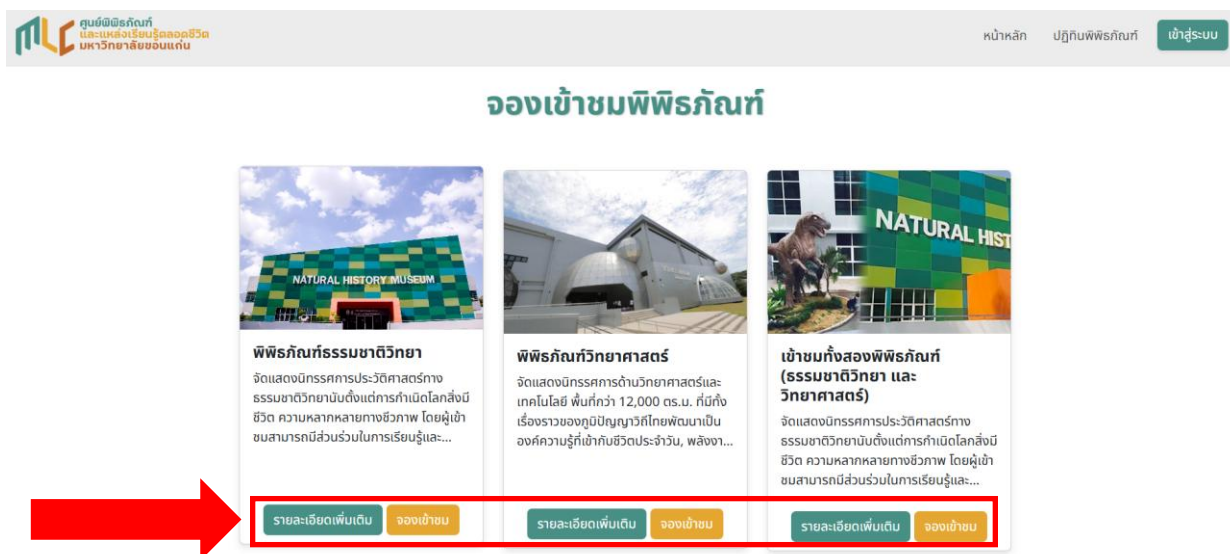 ศูนย์พิพิธภัณฑ์
และแหล่งเรียนรู้ตลอดชีวิต
มหาวิทยาลัยขอนแก่น
หน้าหลัก
ปฏิทินพิพิธภัณฑ์
เข้าสู่ระบบ
จองเข้าชมพิพิธภัณฑ์
NATURAL HISTORY MUSEUM
พิพิธภัณฑ์ธรรมชาติวิทยา
จัดแสดงนิทรรศการประวัติศาสตร์ทาง
ธรรมชาติวิทยานับตั้งแต่การกำเนิดโลกสิ่งมี
ชีวิต ความหลากหลายทางชีวภาพ โดยผู้เข้า
ชมสามารถมีส่วนร่วมในการเรียนรู้และ...
รายละเอียดเพิ่มเติม
จองเข้าชม
พิพิธภัณฑ์วิทยาศาสตร์
จัดแสดงนิทรรศการด้านวิทยาศาสตร์และ
เทคโนโลยี พื้นที่กว่า 12,000 ตร.ม. ที่มีทั้ง
เรื่องราวของภูมิปัญญาวิถีไทยพัฒนาเป็น
องค์ความรู้ที่เข้ากับชีวิตประจำวัน, พลังงา...
รายละเอียดเพิ่มเติม
จองเข้าชม
NATURAL HIST
เข้าชมทั้งสองพิพิธภัณฑ์
(ธรรมชาติวิทยา และ
วิทยาศาสตร์)
จัดแสดงนิทรรศการประวัติศาสตร์ทาง
ธรรมชาติวิทยานับตั้งแต่การกำเนิดโลกสิ่งมี
ชีวิต ความหลากหลายทางชีวภาพ โดยผู้เข้า
ชมสามารถมีส่วนร่วมในการเรียนรู้และ...
รายละเอียดเพิ่มเติม
จองเข้าชม